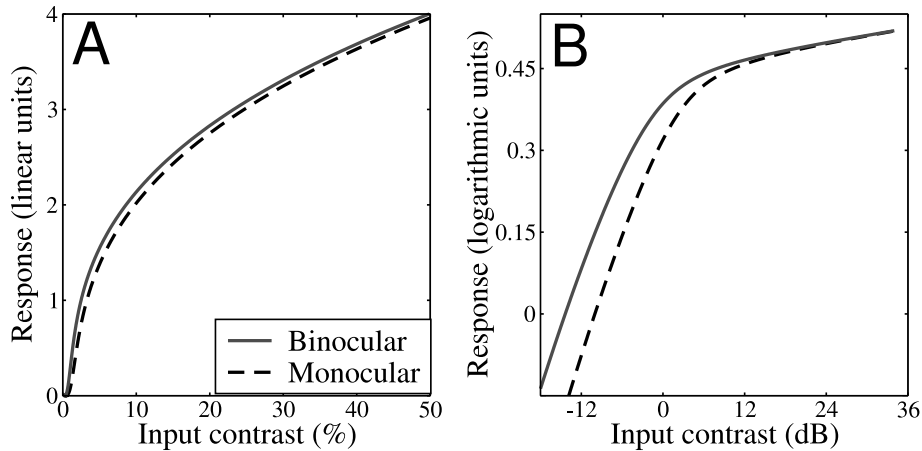 A
Response (linear units)
4
3
2
1
0
0 10 20 30 40 50
Input contrast (%)
Binocular
Monocular
B
Response (logarithmic units)
0.45
0.3
0.15
0
-12 0 12 24 36
Input contrast (dB)